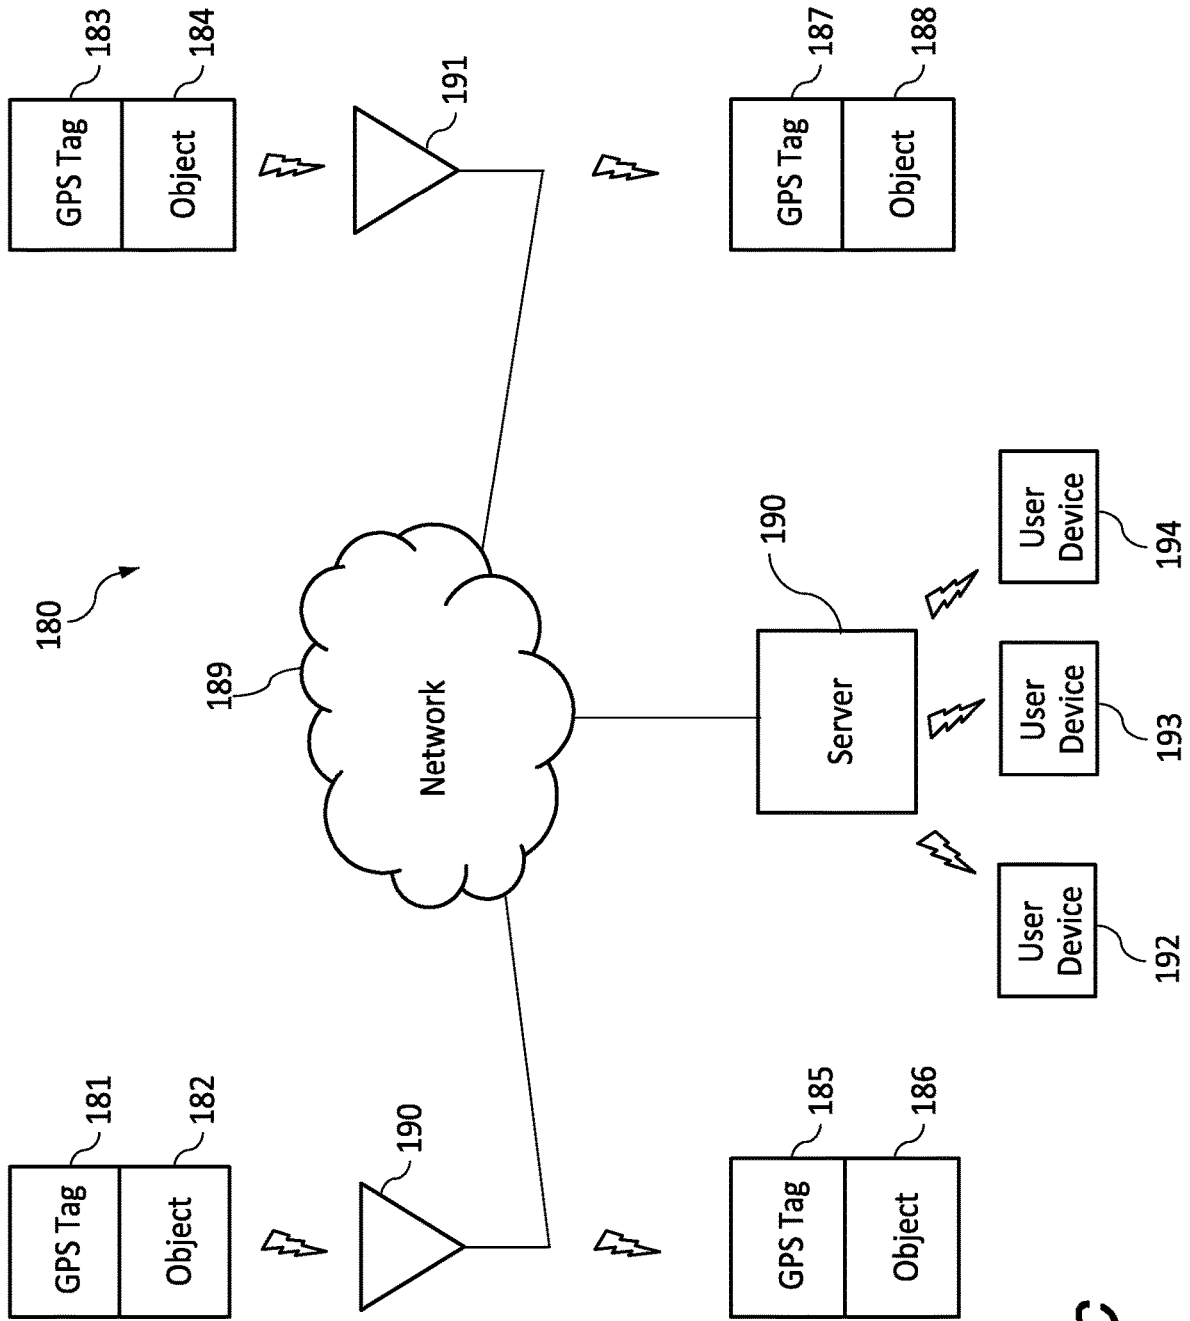 180
GPS Tag
181
Object
182
GPS Tag
183
Object
184
189
Network
190
191
GPS Tag
185
Object
186
190
Server
GPS Tag
187
Object
188
User
Device
192
User
Device
193
User
Device
194